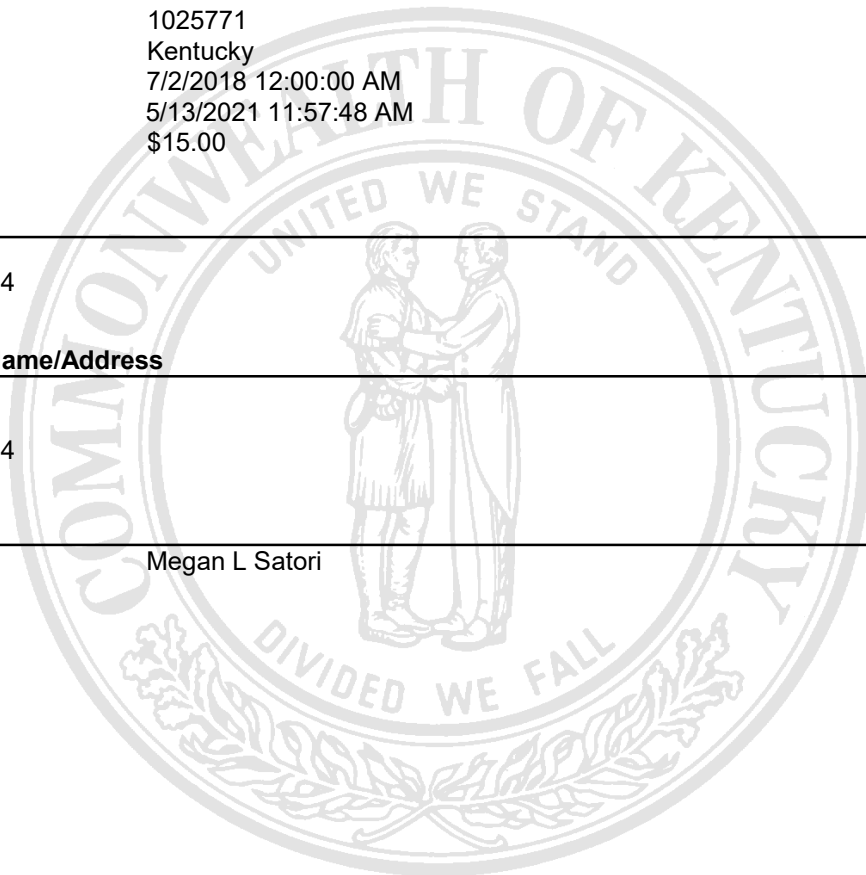 1025771
Kentucky
7/2/2018 12:00:00 AM
5/13/2021 11:57:48 AM
$15.00
4
ame/Address
4
Megan L Satori
COMMONWEALTH OF KENTUCKY
UNITED WE STAND
DIVIDED WE FALL